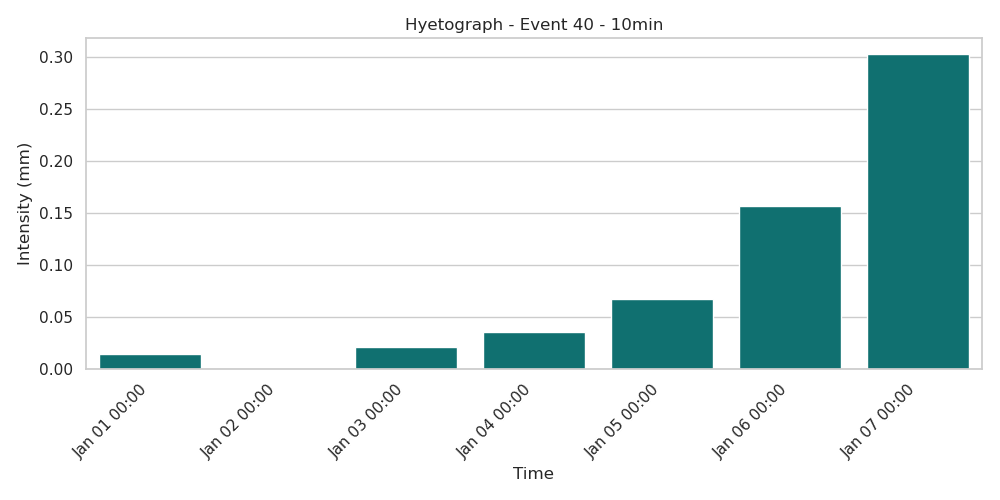 Hyetograph - Event 40 - 10min
Intensity (mm)
0.30
0.25
0.20
0.15
0.10
0.05
0.00
Jan 01 00:00
Jan 02 00:00
Jan 03 00:00
Jan 04 00:00
Jan 05 00:00
Jan 06 00:00
Jan 07 00:00
Time